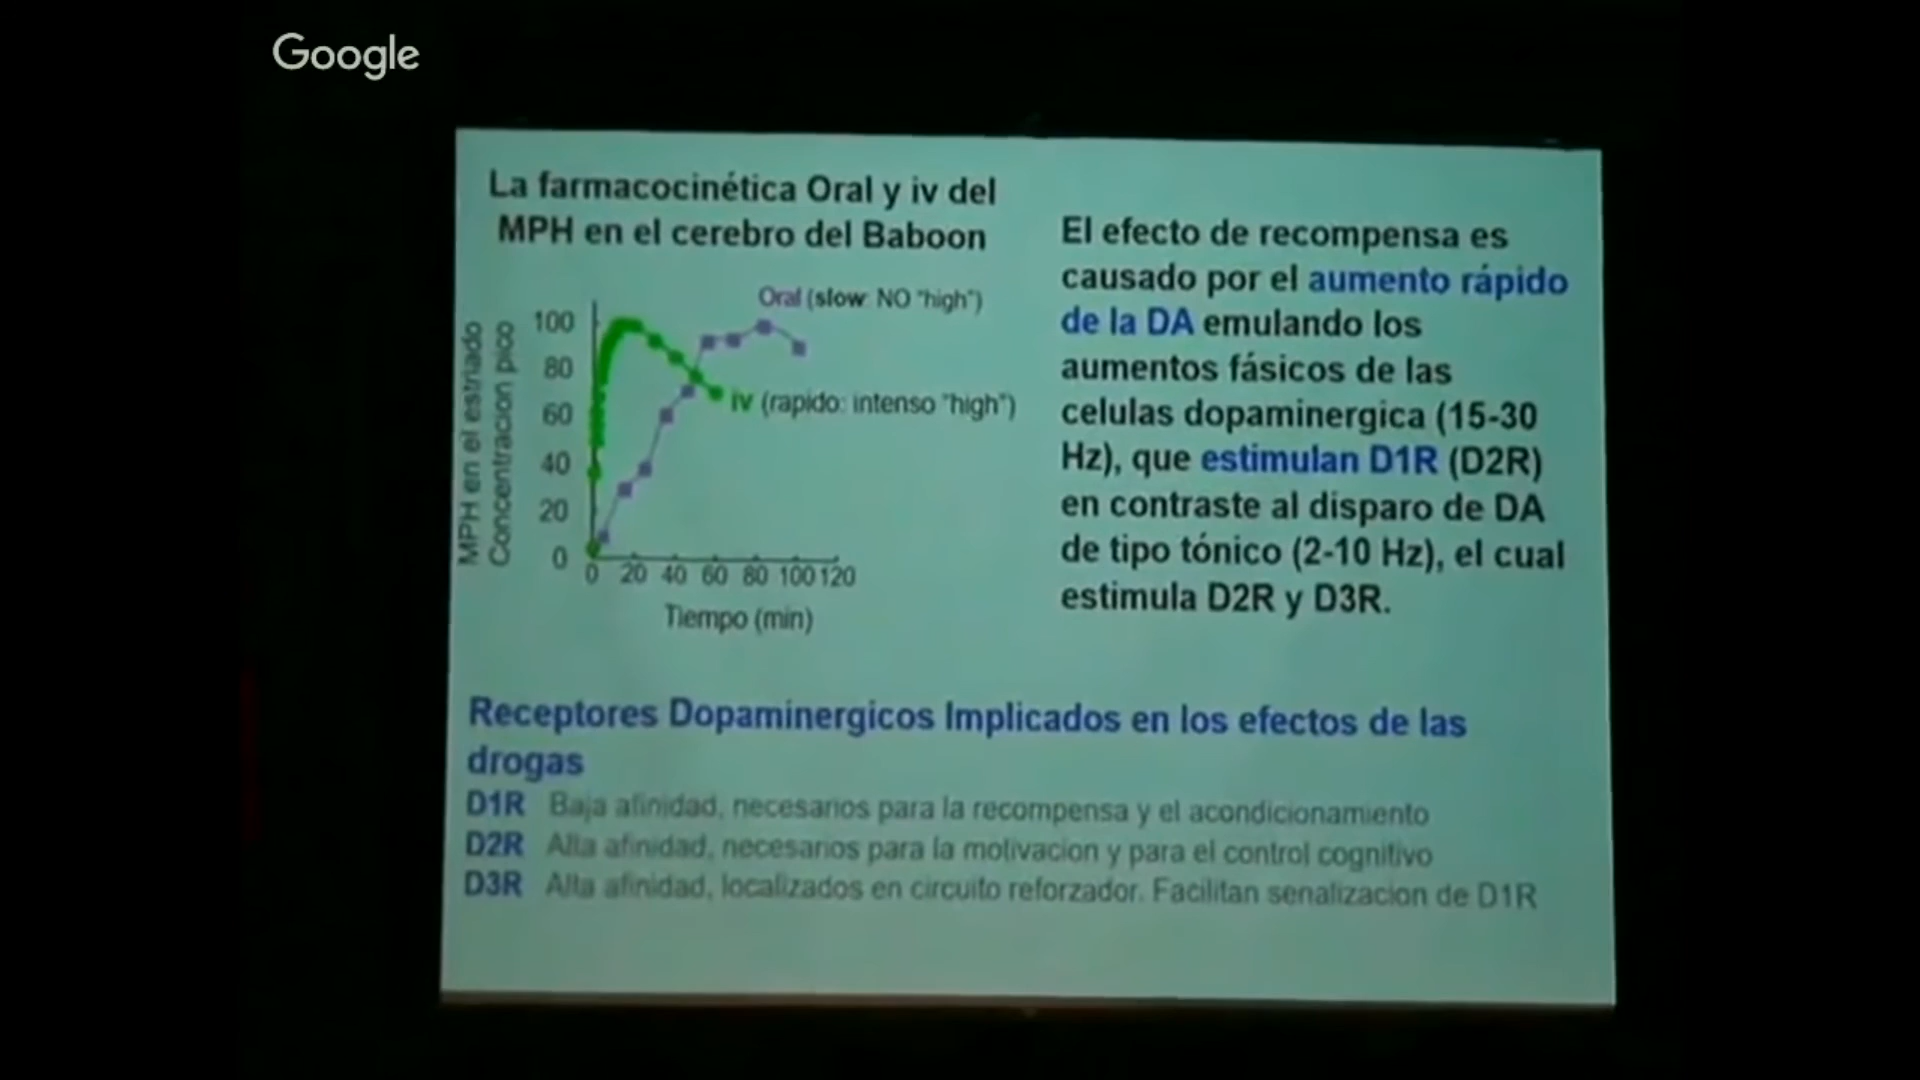 Google
La farmacocinética Oral y iv del
MPH en el cerebro del Baboon
Oral (slow: NO "high")
iv (rapido: intenso "high")
MPH en el estriado
Concentracion pico
100
80
60
40
20
0
0 20 40 60 80 100 120
Tiempo (min)
El efecto de recompensa es
causado por el aumento rápido
de la DA emulando los
aumentos fásicos de las
celulas dopaminergica (15-30
Hz), que estimulan D1R (D2R)
en contraste al disparo de DA
de tipo tónico (2-10 Hz), el cual
estimula D2R y D3R.
Receptores Dopaminergicos Implicados en los efectos de las
drogas
D1R Baja afinidad, necesarios para la recompensa y el acondicionamiento
D2R Alta afinidad, necesarios para la motivacion y para el control cognitivo
D3R Alta afinidad, localizados en circuito reforzador. Facilitan senalizacion de D1R